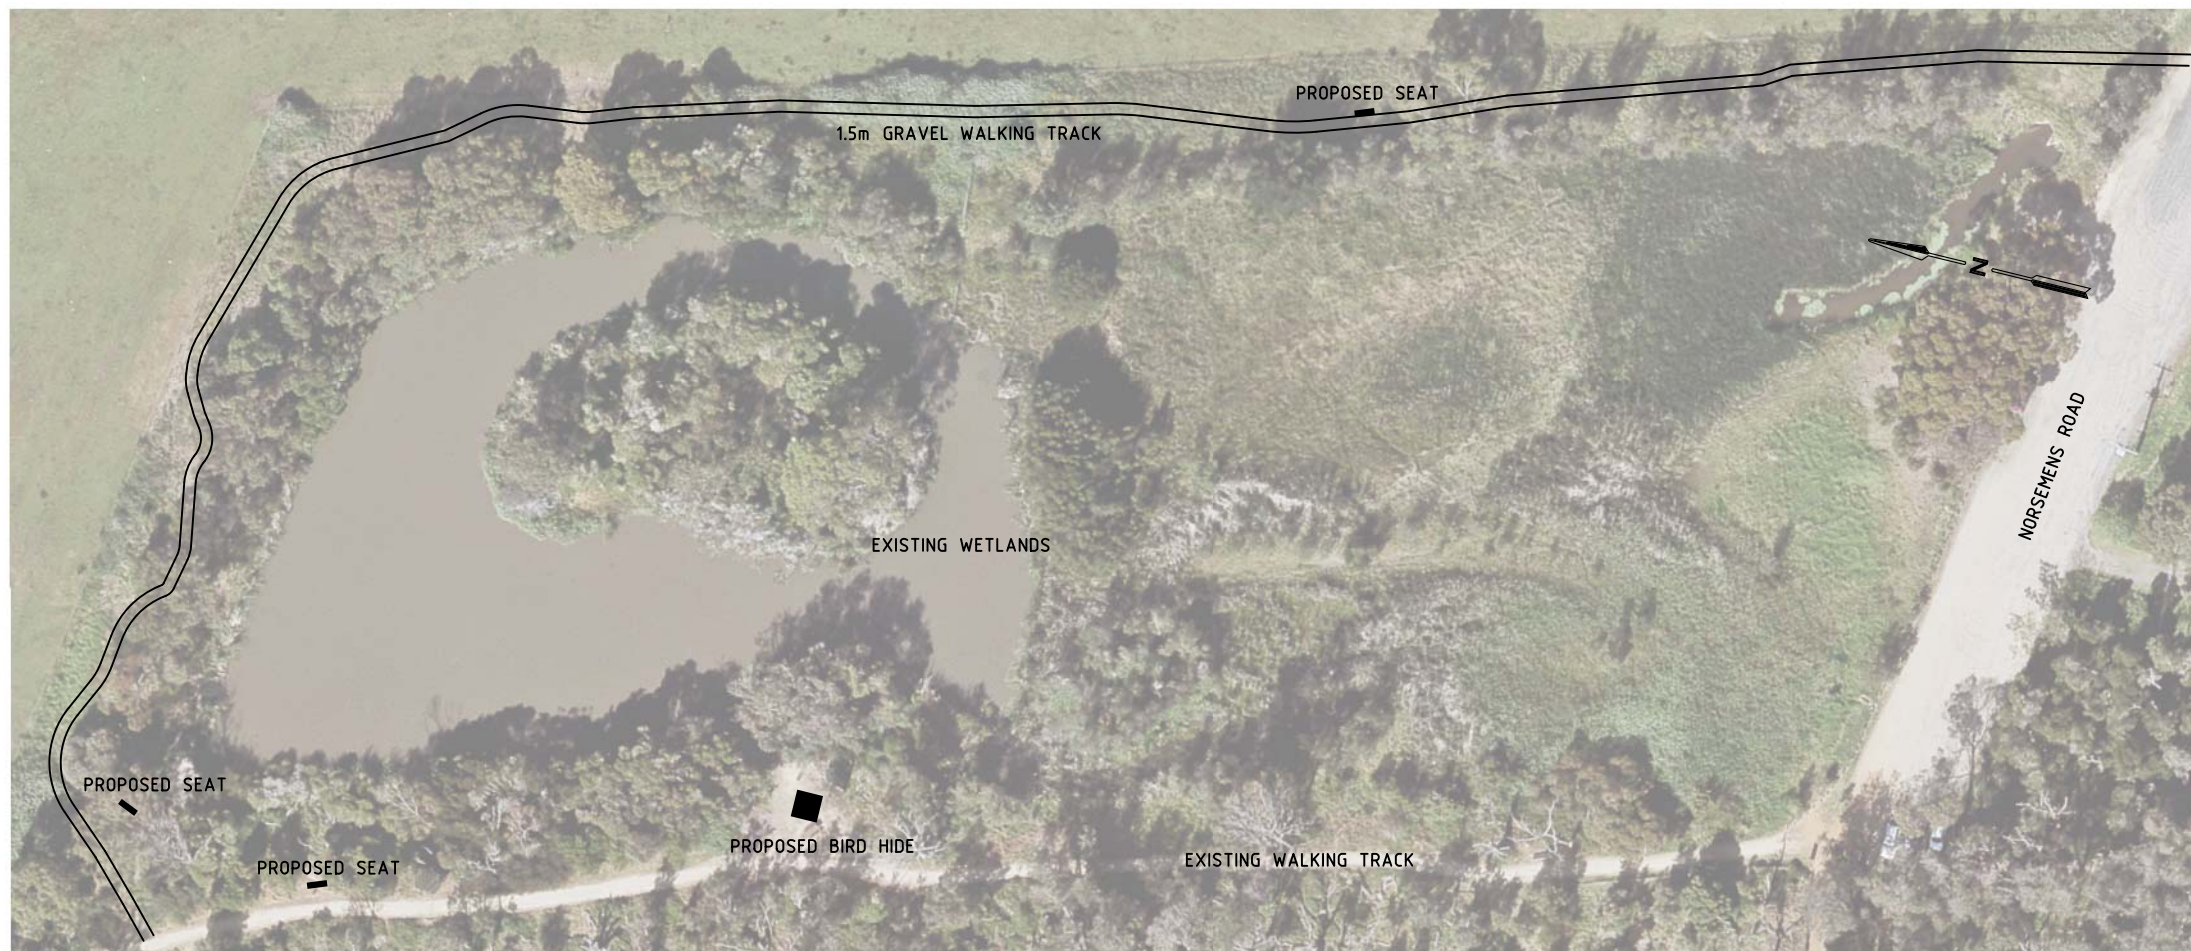 PROPOSED SEAT
1.5m GRAVEL WALKING TRACK
N
NORSEMENS ROAD
EXISTING WETLANDS
PROPOSED SEAT
PROPOSED BIRD HIDE
EXISTING WALKING TRACK
PROPOSED SEAT